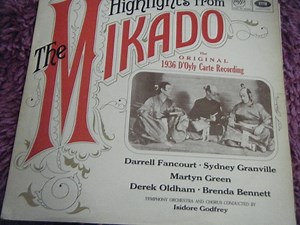 Highlights from
The MIKADO
The
ORIGINAL
1936 D'Oyly Carte Recording
Darrell Fancourt · Sydney Granville
Martyn Green
Derek Oldham · Brenda Bennett
SYMPHONY ORCHESTRA AND CHORUS CONDUCTED BY
Isidore Godfrey